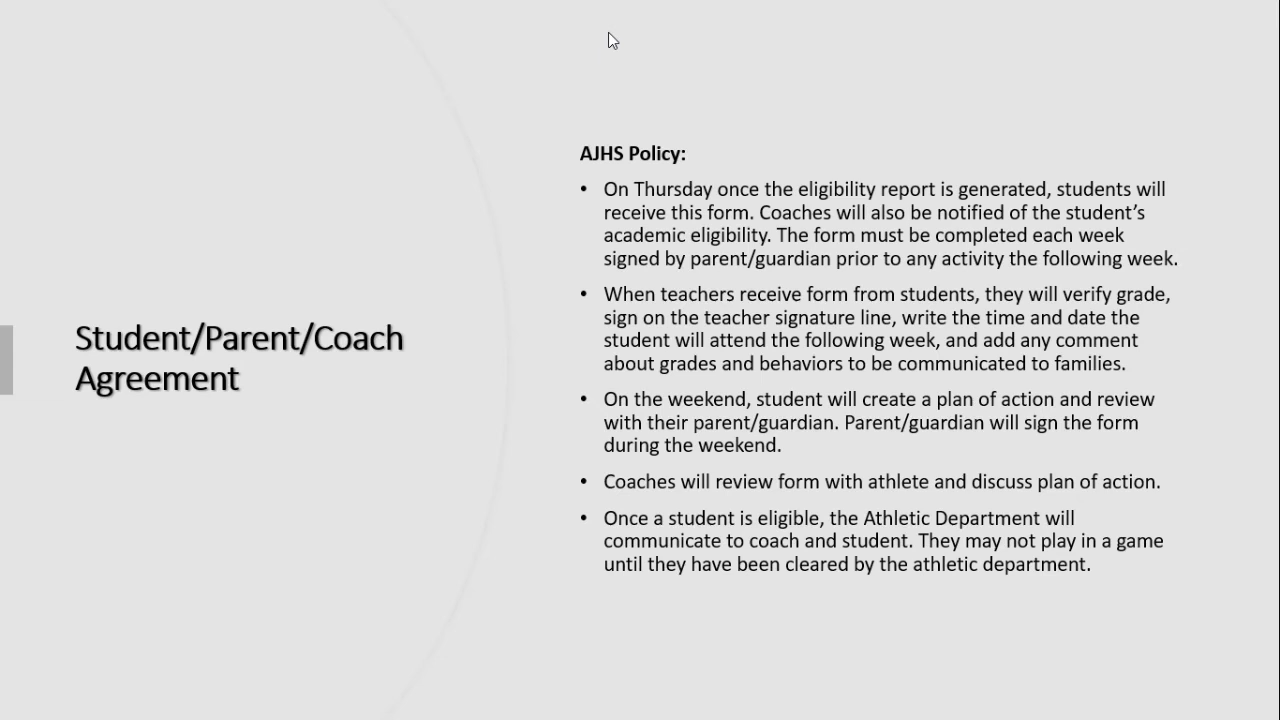 Student/Parent/Coach
Agreement
AJHS Policy:
• On Thursday once the eligibility report is generated, students will
receive this form. Coaches will also be notified of the student’s
academic eligibility. The form must be completed each week
signed by parent/guardian prior to any activity the following week.
• When teachers receive form from students, they will verify grade,
sign on the teacher signature line, write the time and date the
student will attend the following week, and add any comment
about grades and behaviors to be communicated to families.
• On the weekend, student will create a plan of action and review
with their parent/guardian. Parent/guardian will sign the form
during the weekend.
• Coaches will review form with athlete and discuss plan of action.
• Once a student is eligible, the Athletic Department will
communicate to coach and student. They may not play in a game
until they have been cleared by the athletic department.